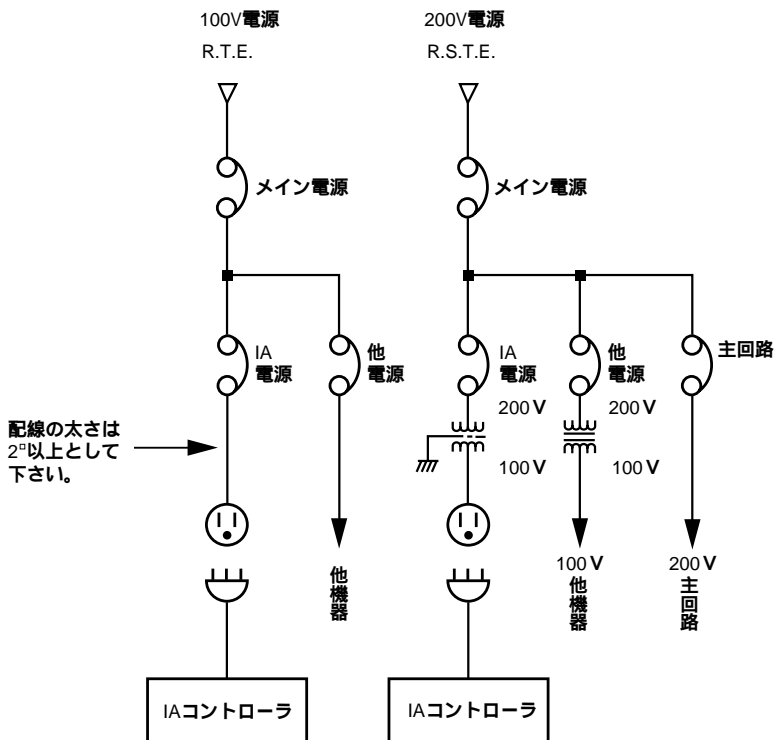 100V電源
R.T.E.
メイン電源
IA
電源
他
電源
配線の太さは
2□以上として
下さい。
他機器
IAコントローラ
200V電源
R.S.T.E.
メイン電源
IA
電源
200V
100V
他
電源
200V
100V
主回路
100V
他機器
200V
主回路
IAコントローラ